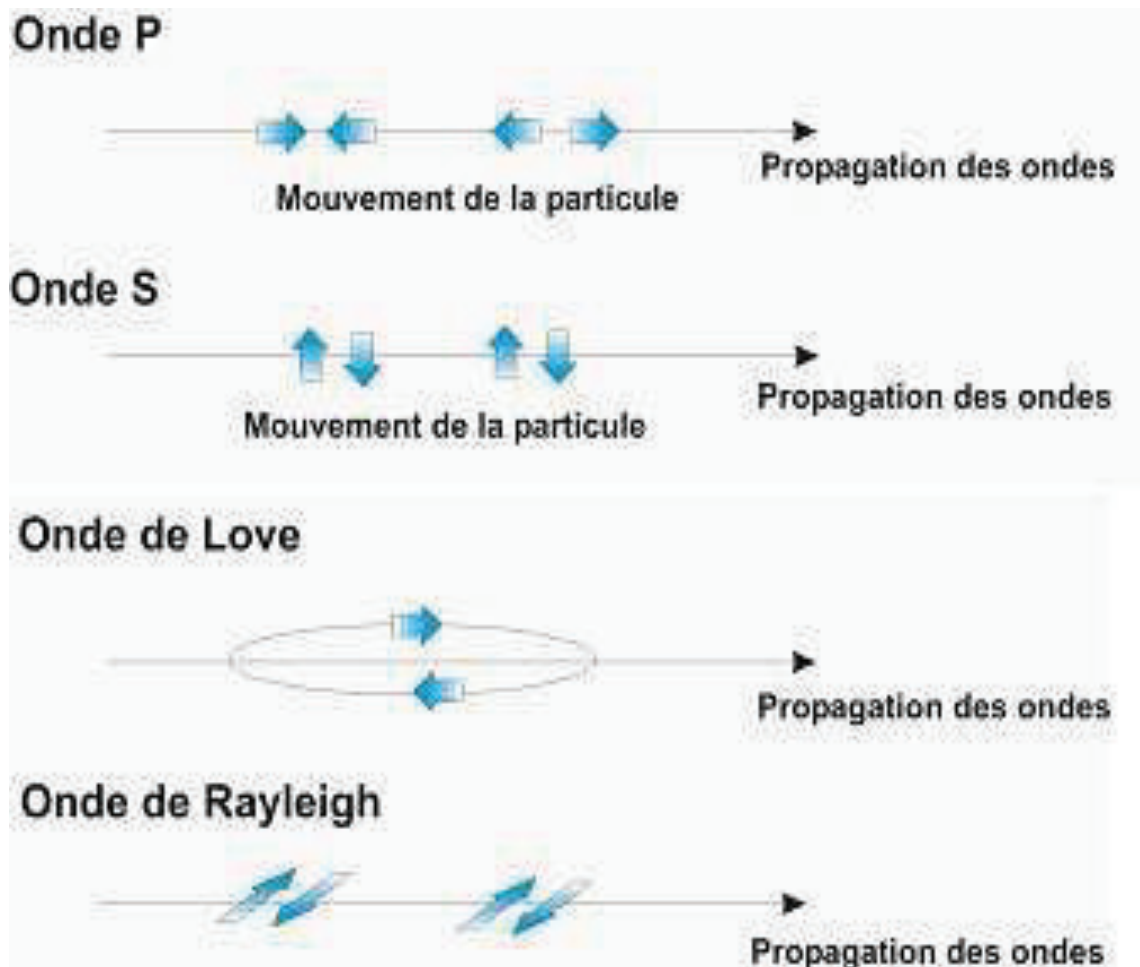 Onde P
Propagation des ondes
Mouvement de la particule
Onde S
Propagation des ondes
Mouvement de la particule
Onde de Love
Propagation des ondes
Onde de Rayleigh
Propagation des ondes